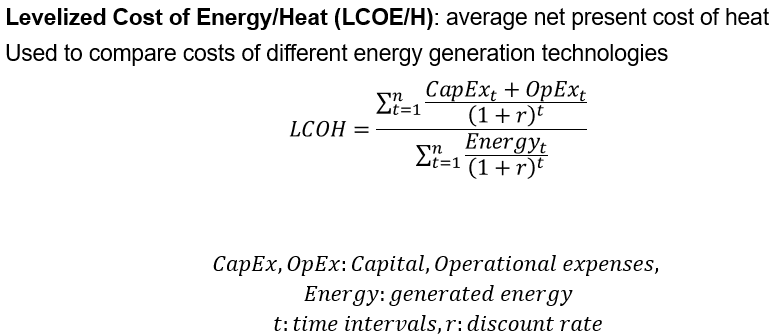 Levelized Cost of Energy/Heat (LCOE/H): average net present cost of heat
Used to compare costs of different energy generation technologies
LCOH = \frac{\sum_{t=1}^{n} \frac{CapEx_t + OpEx_t}{(1 + r)^t}}{\sum_{t=1}^{n} \frac{Energy_t}{(1 + r)^t}}
CapEx, OpEx: Capital, Operational expenses,
Energy: generated energy
t: time intervals, r: discount rate